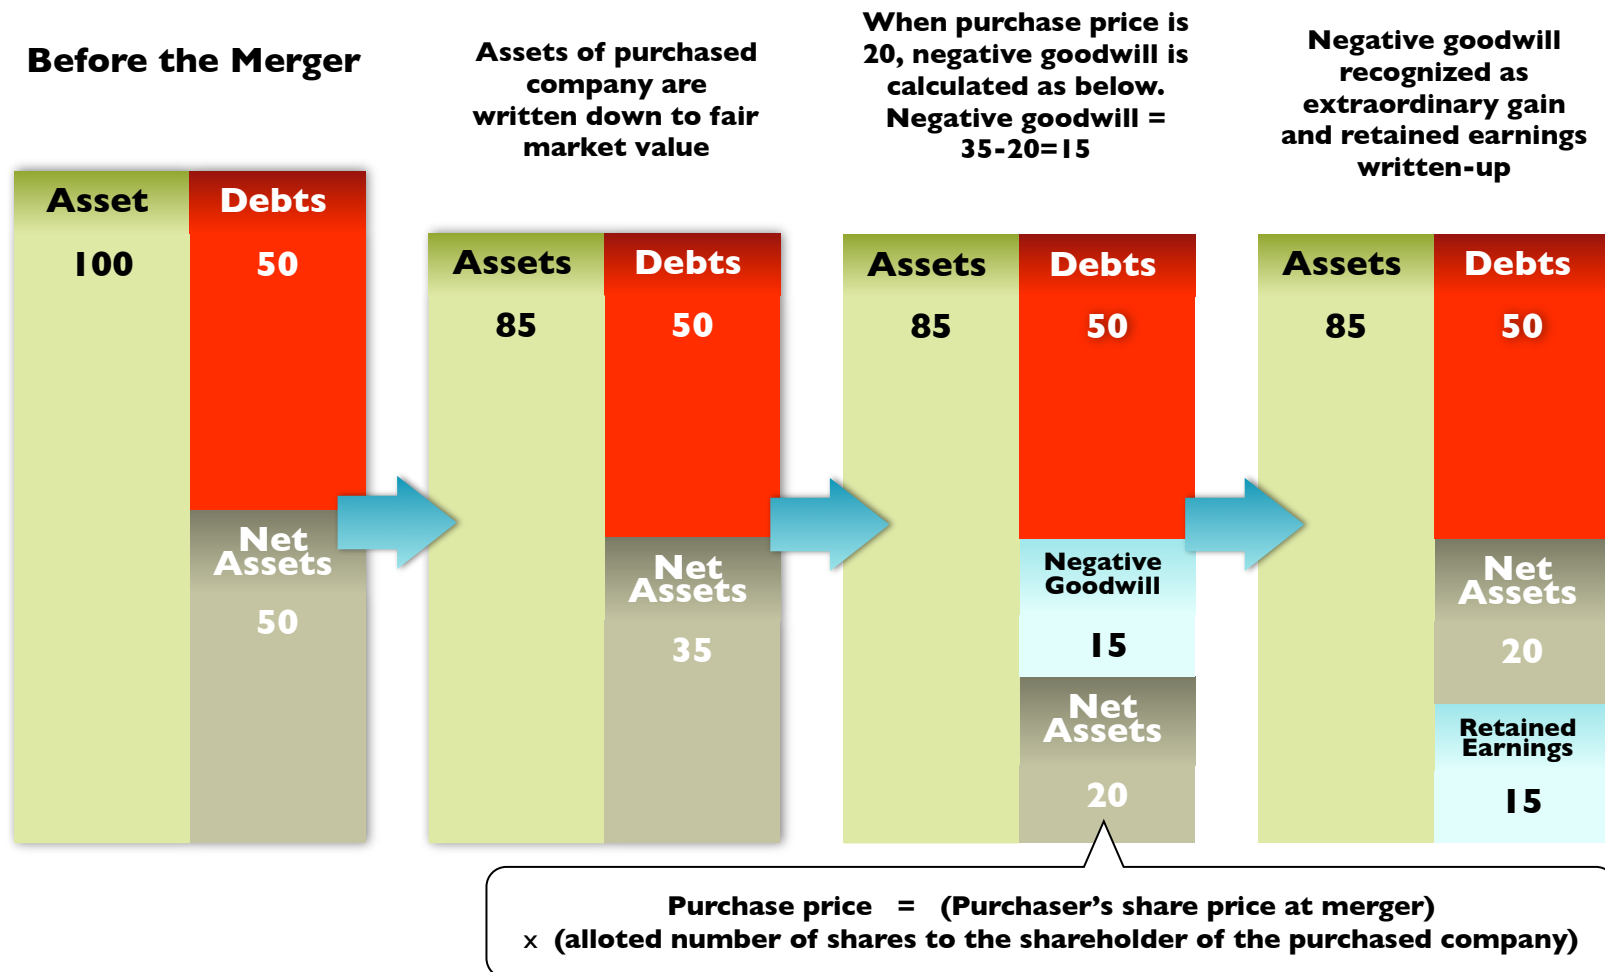 Before the Merger
Assets of purchased
company are
written down to fair
market value
When purchase price is
20, negative goodwill is
calculated as below.
Negative goodwill =
35-20=15
Negative goodwill
recognized as
extraordinary gain
and retained earnings
written-up
Asset
Debts
100
50
Net
Assets
50
Assets
Debts
85
50
Net
Assets
35
Assets
Debts
85
50
Negative
Goodwill
15
Net
Assets
20
Assets
Debts
85
50
Net
Assets
20
Retained
Earnings
15
Purchase price = (Purchaser’s share price at merger)
x (alloted number of shares to the shareholder of the purchased company)